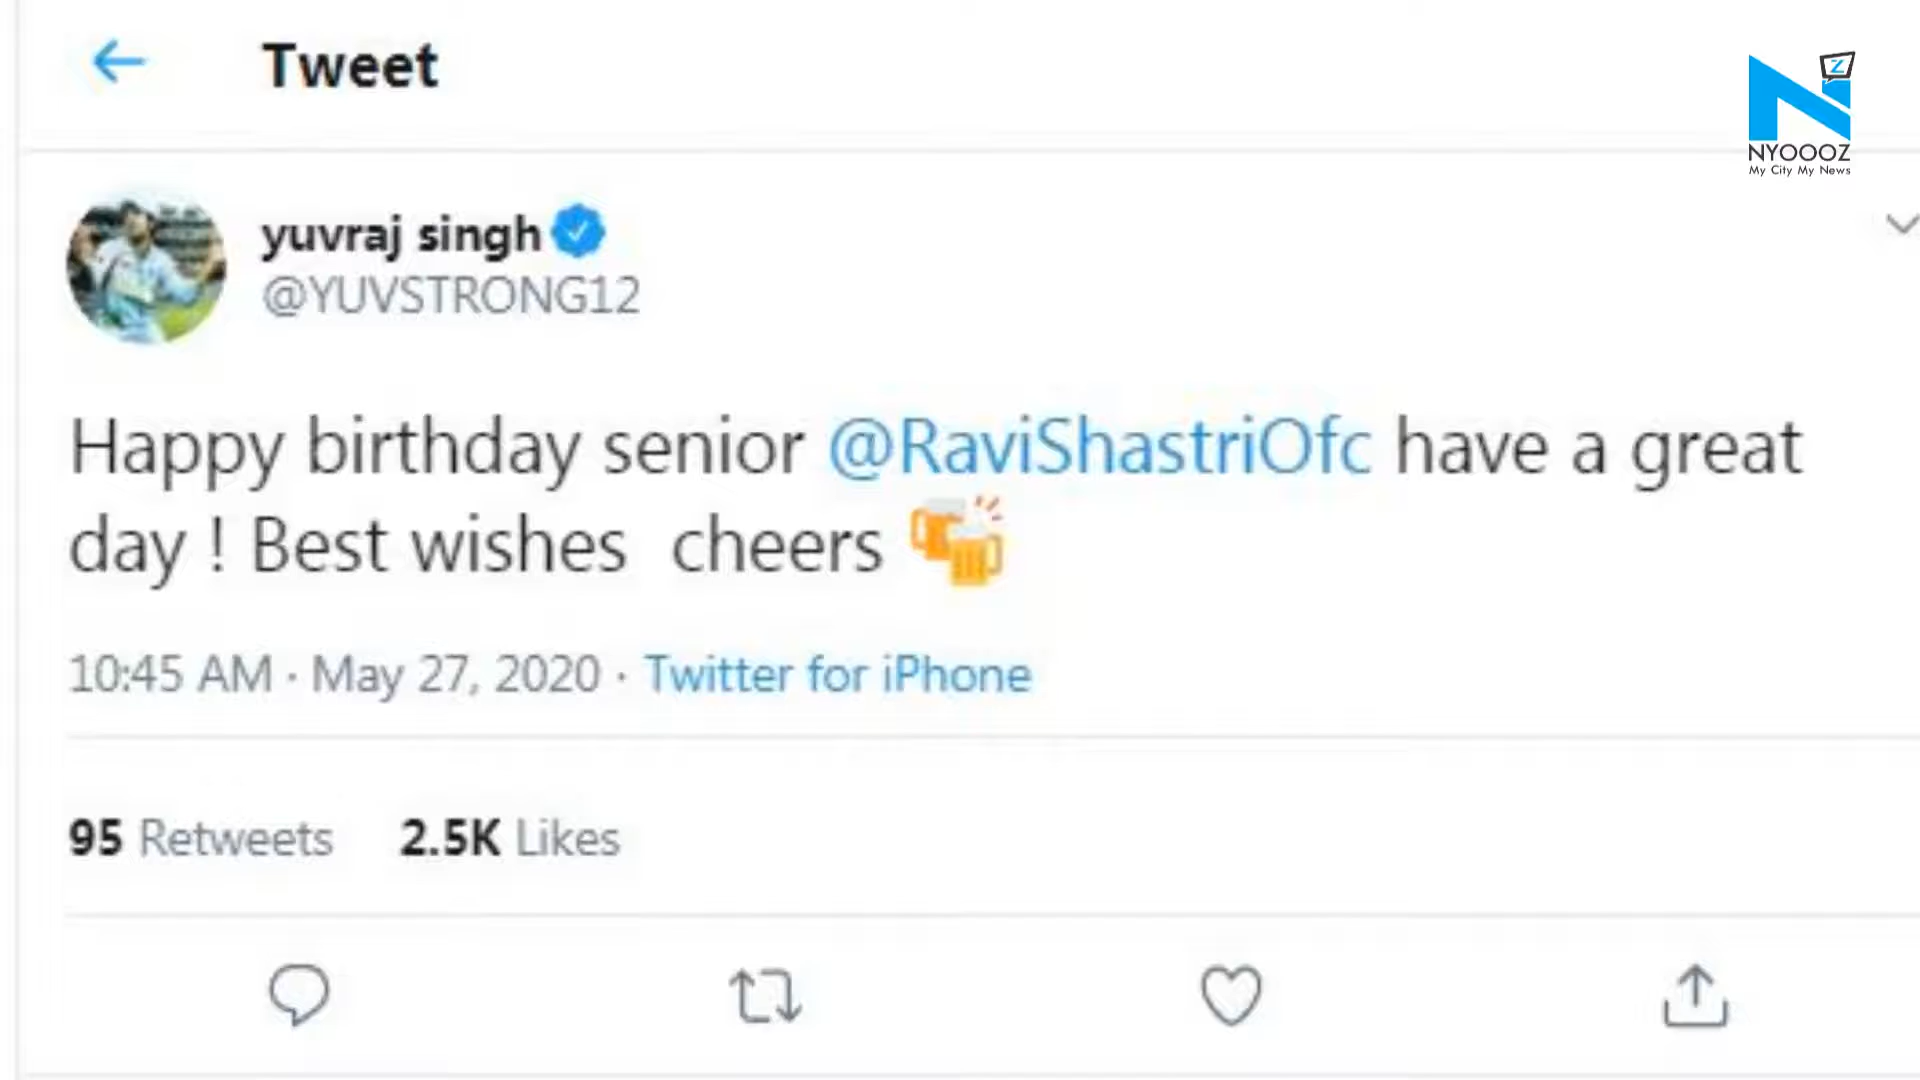 Tweet
Z
NYOOOZ
My City My News
yuvraj singh
@YUVSTRONG12
Happy birthday senior @RaviShastriOfc have a great
day ! Best wishes  cheers 🍻
10:45 AM · May 27, 2020 · Twitter for iPhone
95 Retweets 2.5K Likes